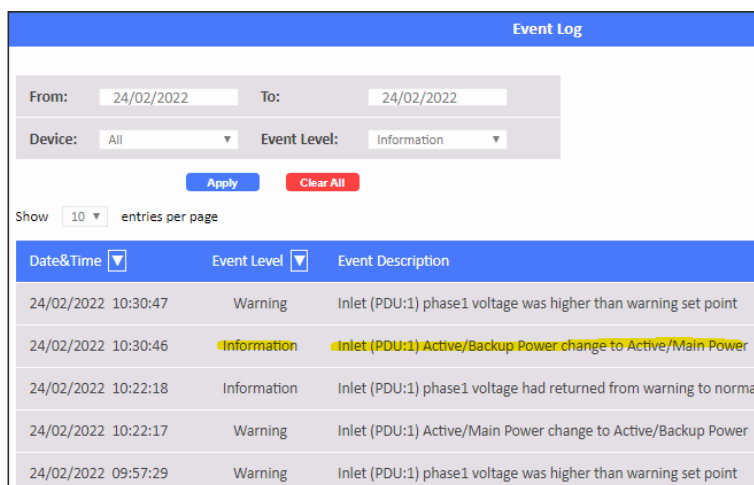 Event Log
From: 24/02/2022 To: 24/02/2022
Device: All Event Level: Information
Apply Clear All
Show 10 entries per page
Date&Time Event Level Event Description
24/02/2022 10:30:47 Warning Inlet (PDU:1) phase1 voltage was higher than warning set point
24/02/2022 10:30:46 Information Inlet (PDU:1) Active/Backup Power change to Active/Main Power
24/02/2022 10:22:18 Information Inlet (PDU:1) phase1 voltage had returned from warning to norma
24/02/2022 10:22:17 Warning Inlet (PDU:1) Active/Main Power change to Active/Backup Power
24/02/2022 09:57:29 Warning Inlet (PDU:1) phase1 voltage was higher than warning set point